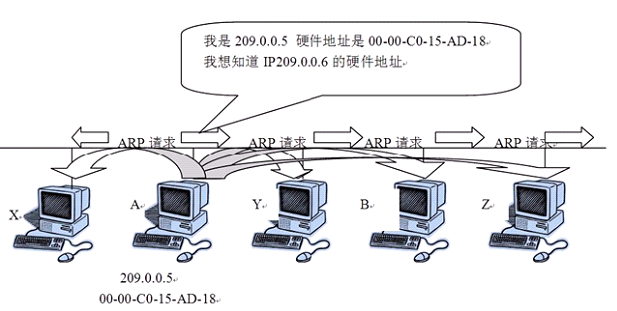 我是 209.0.0.5 硬件地址是 00-00-C0-15-AD-18
我想知道 IP209.0.0.6 的硬件地址
ARP 请求 ARP 请求 ARP 请求 ARP 请求
X A Y B Z
209.0.0.5
00-00-C0-15-AD-18